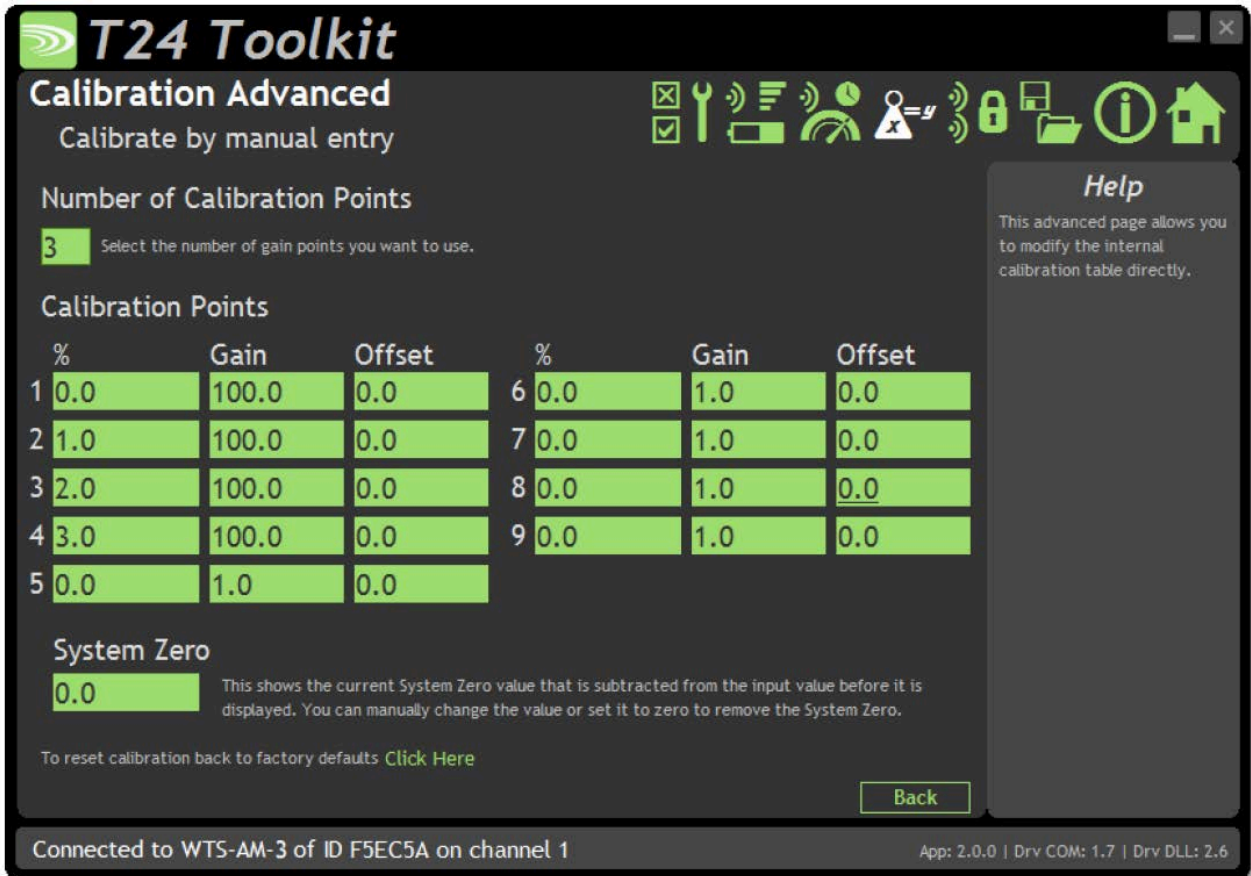 T24 Toolkit
Calibration Advanced
Calibrate by manual entry
x=y
Number of Calibration Points
3 Select the number of gain points you want to use.
Calibration Points
% Gain Offset % Gain Offset
1 0.0 100.0 0.0 6 0.0 1.0 0.0
2 1.0 100.0 0.0 7 0.0 1.0 0.0
3 2.0 100.0 0.0 8 0.0 1.0 0.0
4 3.0 100.0 0.0 9 0.0 1.0 0.0
5 0.0 1.0 0.0
System Zero
0.0
This shows the current System Zero value that is subtracted from the input value before it is
displayed. You can manually change the value or set it to zero to remove the System Zero.
To reset calibration back to factory defaults Click Here
Back
Help
This advanced page allows you
to modify the internal
calibration table directly.
Connected to WTS-AM-3 of ID F5EC5A on channel 1
App: 2.0.0 | Drv COM: 1.7 | Drv DLL: 2.6